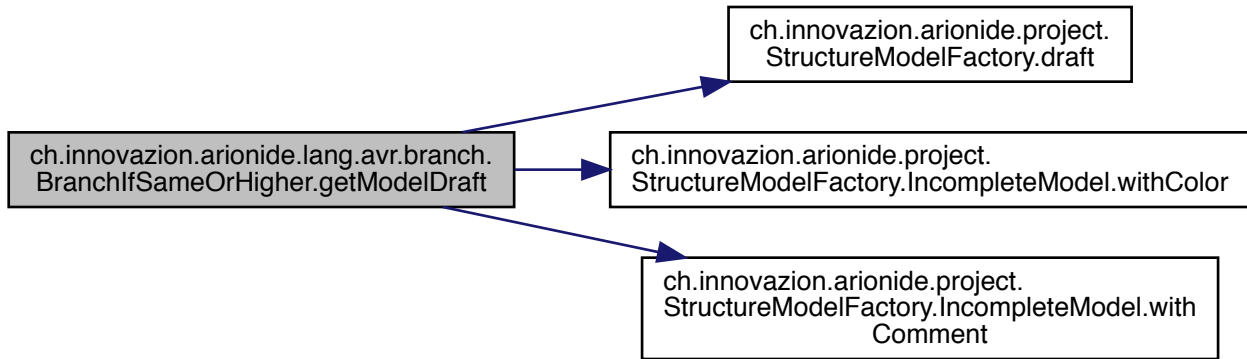 ch.innovazion.arionide.project.
StructureModelFactory.draft
ch.innovazion.arionide.lang.avr.branch.
BranchIfSameOrHigher.getModelDraft
ch.innovazion.arionide.project.
StructureModelFactory.IncompleteModel.withColor
ch.innovazion.arionide.project.
StructureModelFactory.IncompleteModel.with
Comment